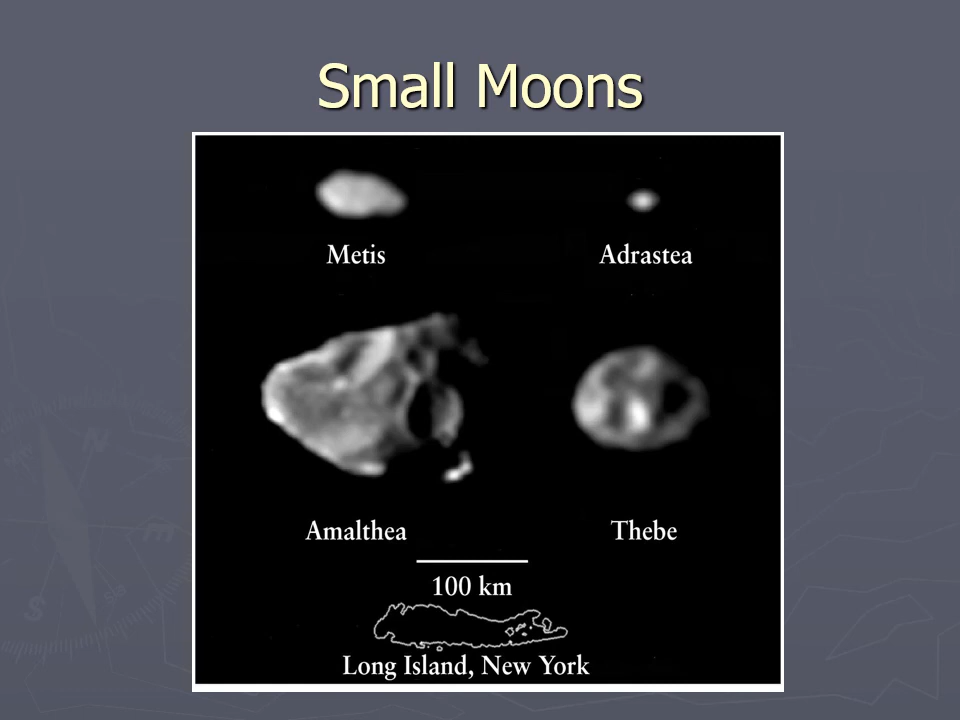 Small Moons
Metis
Adrastea
Amalthea
Thebe
100 km
Long Island, New York